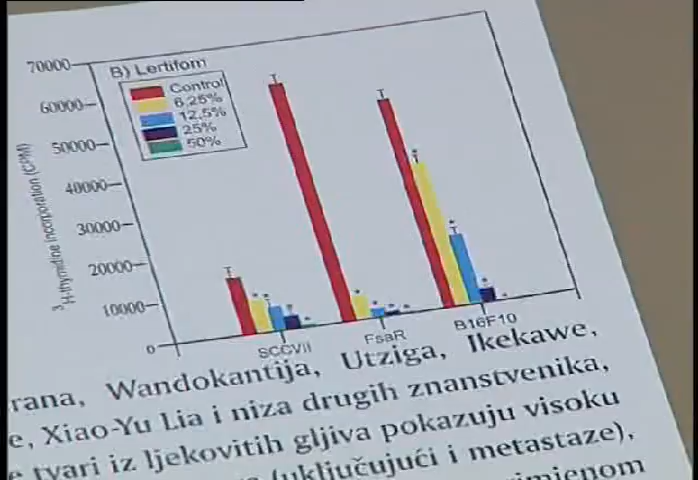 70000
60000
50000
40000
30000
20000
10000
0
³H-thymidine incorporation (CPM)
B) Lertifom
Control
6,25%
12,5%
25%
50%
SCCVII
FsaR
B16F10
rana, Wandokantija, Utziga, Ikekawe,
e, Xiao-Yu Lia i niza drugih znanstvenika,
e tvari iz ljekovitih gljiva pokazuju visoku
(uključujući i metastaze),